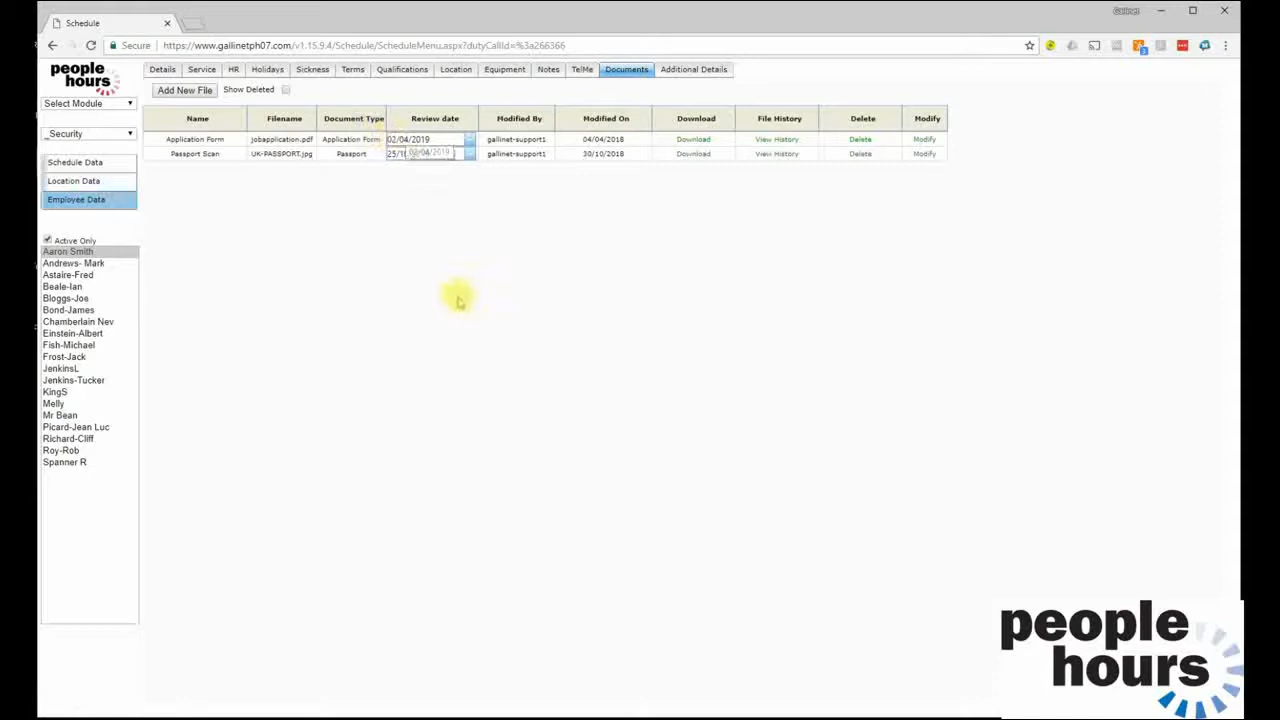 Schedule
Gallinet
Secure https://www.gallinetph07.com/v1.15.9.4/Schedule/ScheduleMenu.aspx?dutyCallId=%3a266366
people
hours
Details Service HR Holidays Sickness Terms Qualifications Location Equipment Notes Te!Me Documents Additional Details
Add New File Show Deleted
Select Module
Name Filename Document Type Review date Modified By Modified On Download File History Delete Modify
_Security
Application Form jobapplication.pdf Application Form 02/04/2019 gallinet-support1 04/04/2018 Download View History Delete Modify
Passport Scan UK-PASSPORT.jpg Passport 02/04/2019 gallinet-support1 30/10/2018 Download View History Delete Modify
Schedule Data
Location Data
Employee Data
Active Only
Aaron Smith
Andrews- Mark
Astaire-Fred
Beale-Ian
Bloggs-Joe
Bond-James
Chamberlain Nev
Einstein-Albert
Fish-Michael
Frost-Jack
JenkinsL
Jenkins-Tucker
KingS
Melly
Mr Bean
Picard-Jean Luc
Richard-Cliff
Roy-Rob
Spanner R
people
hours